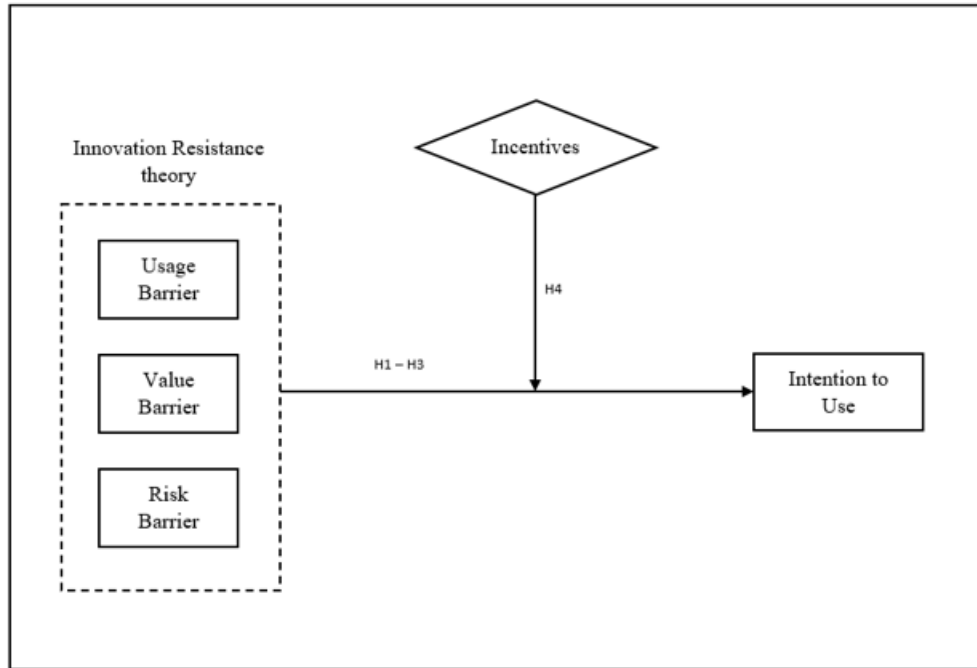 Innovation Resistance
theory
Incentives
Usage
Barrier
H4
Value
Barrier
H1 – H3
Intention to
Use
Risk
Barrier